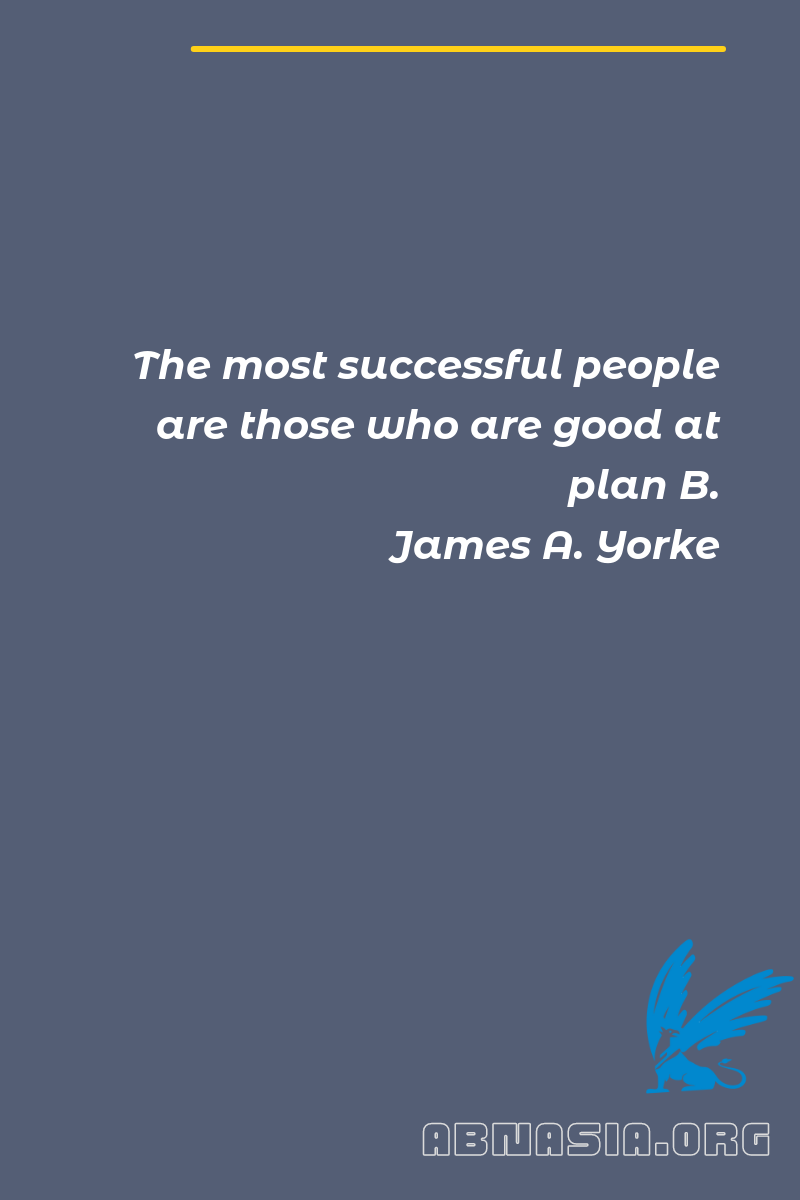 The most successful people
are those who are good at
plan B.
James A. Yorke
ABNASIA.ORG